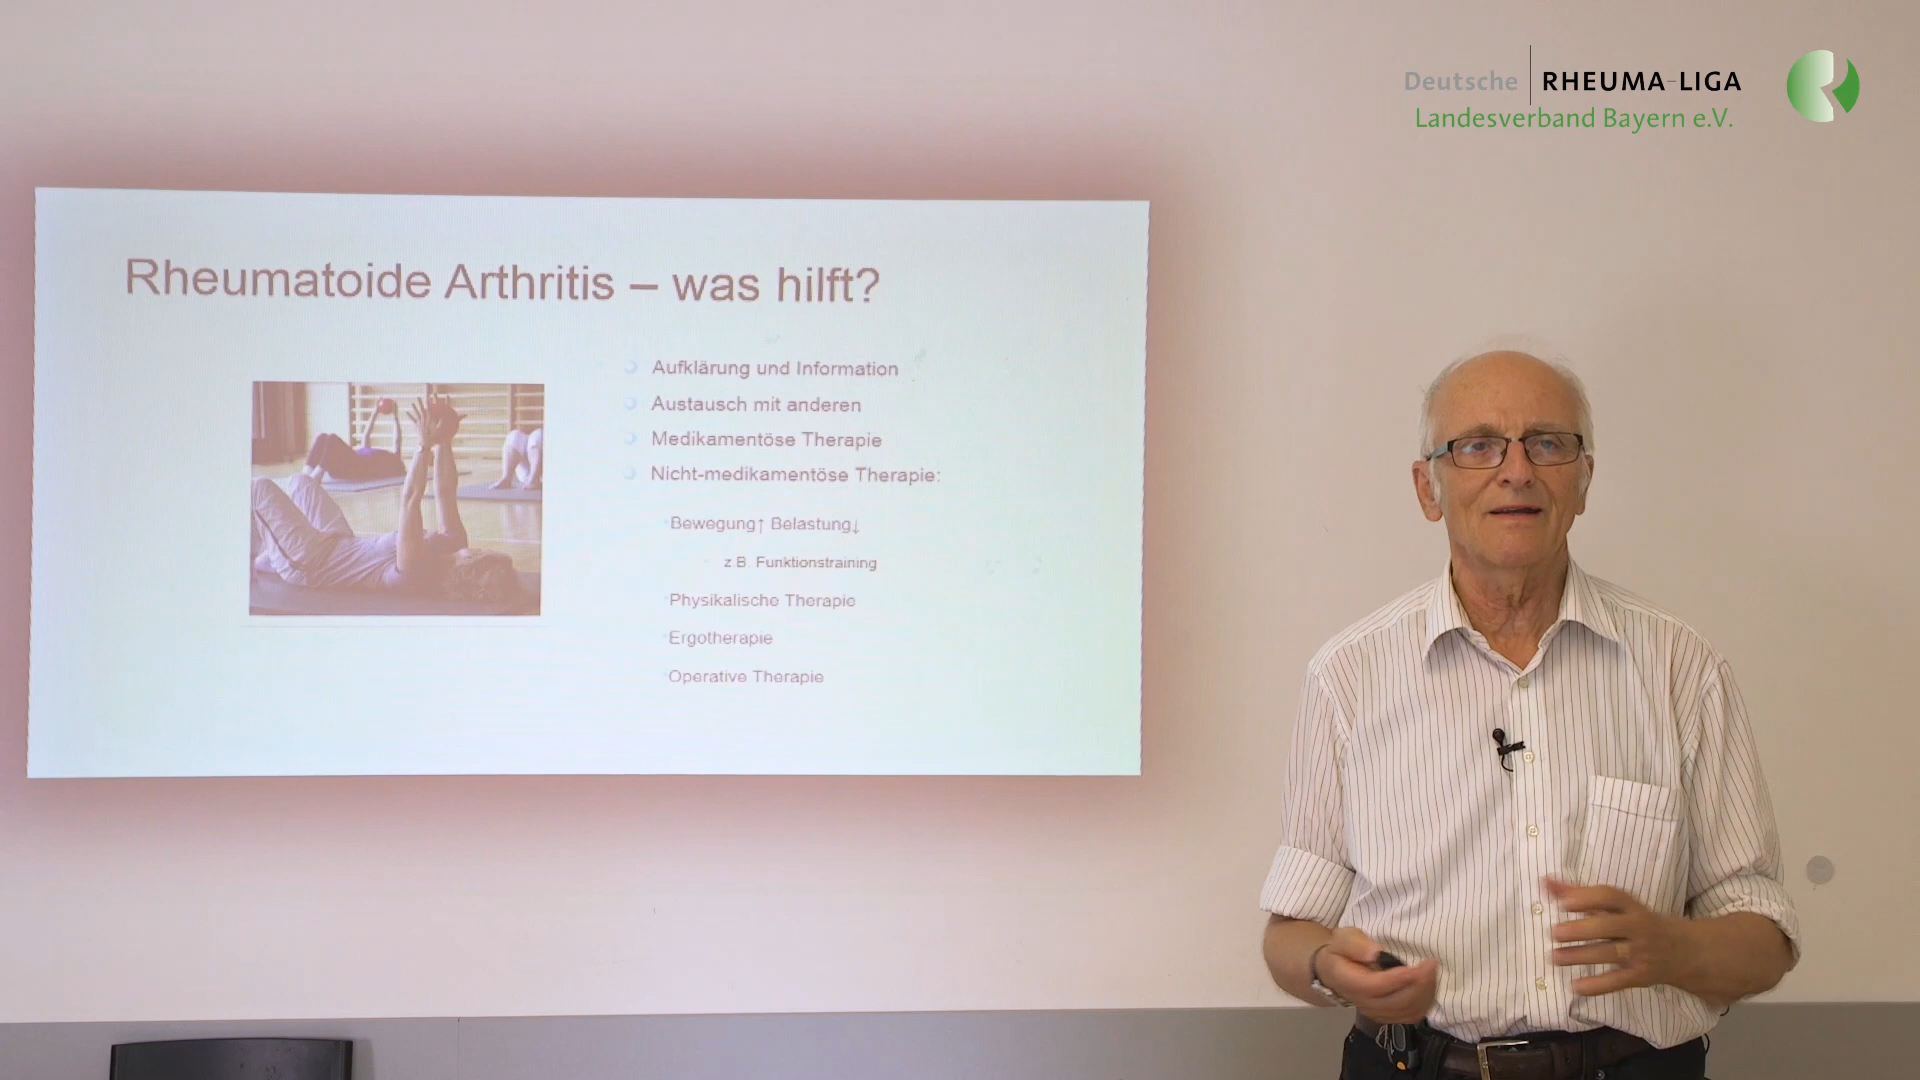 Deutsche RHEUMA-LIGA
Landesverband Bayern e.V.
Rheumatoide Arthritis – was hilft?
Aufklärung und Information
Austausch mit anderen
Medikamentöse Therapie
Nicht-medikamentöse Therapie:
Bewegung↑ Belastung↓
z.B. Funktionstraining
Physikalische Therapie
Ergotherapie
Operative Therapie